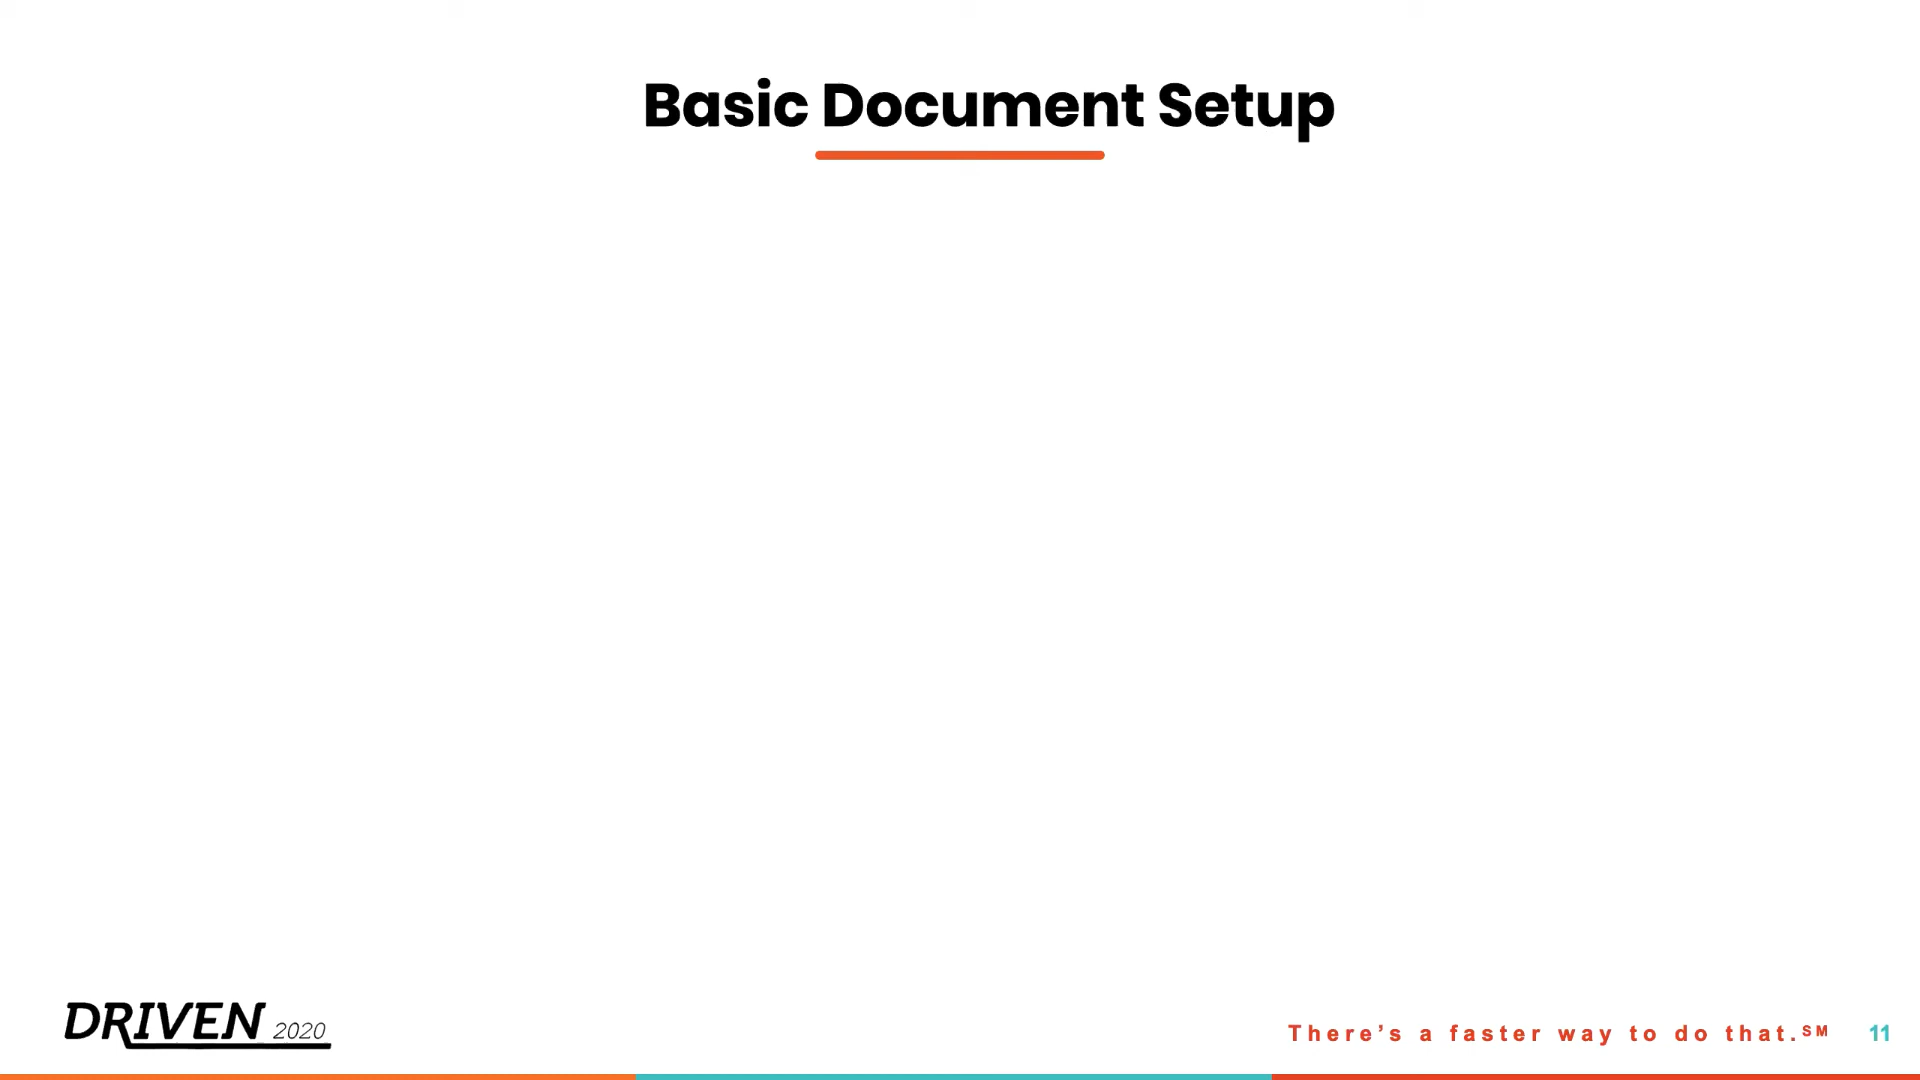 Basic Document Setup
DRIVEN 2020
There's a faster way to do that.℠ 11